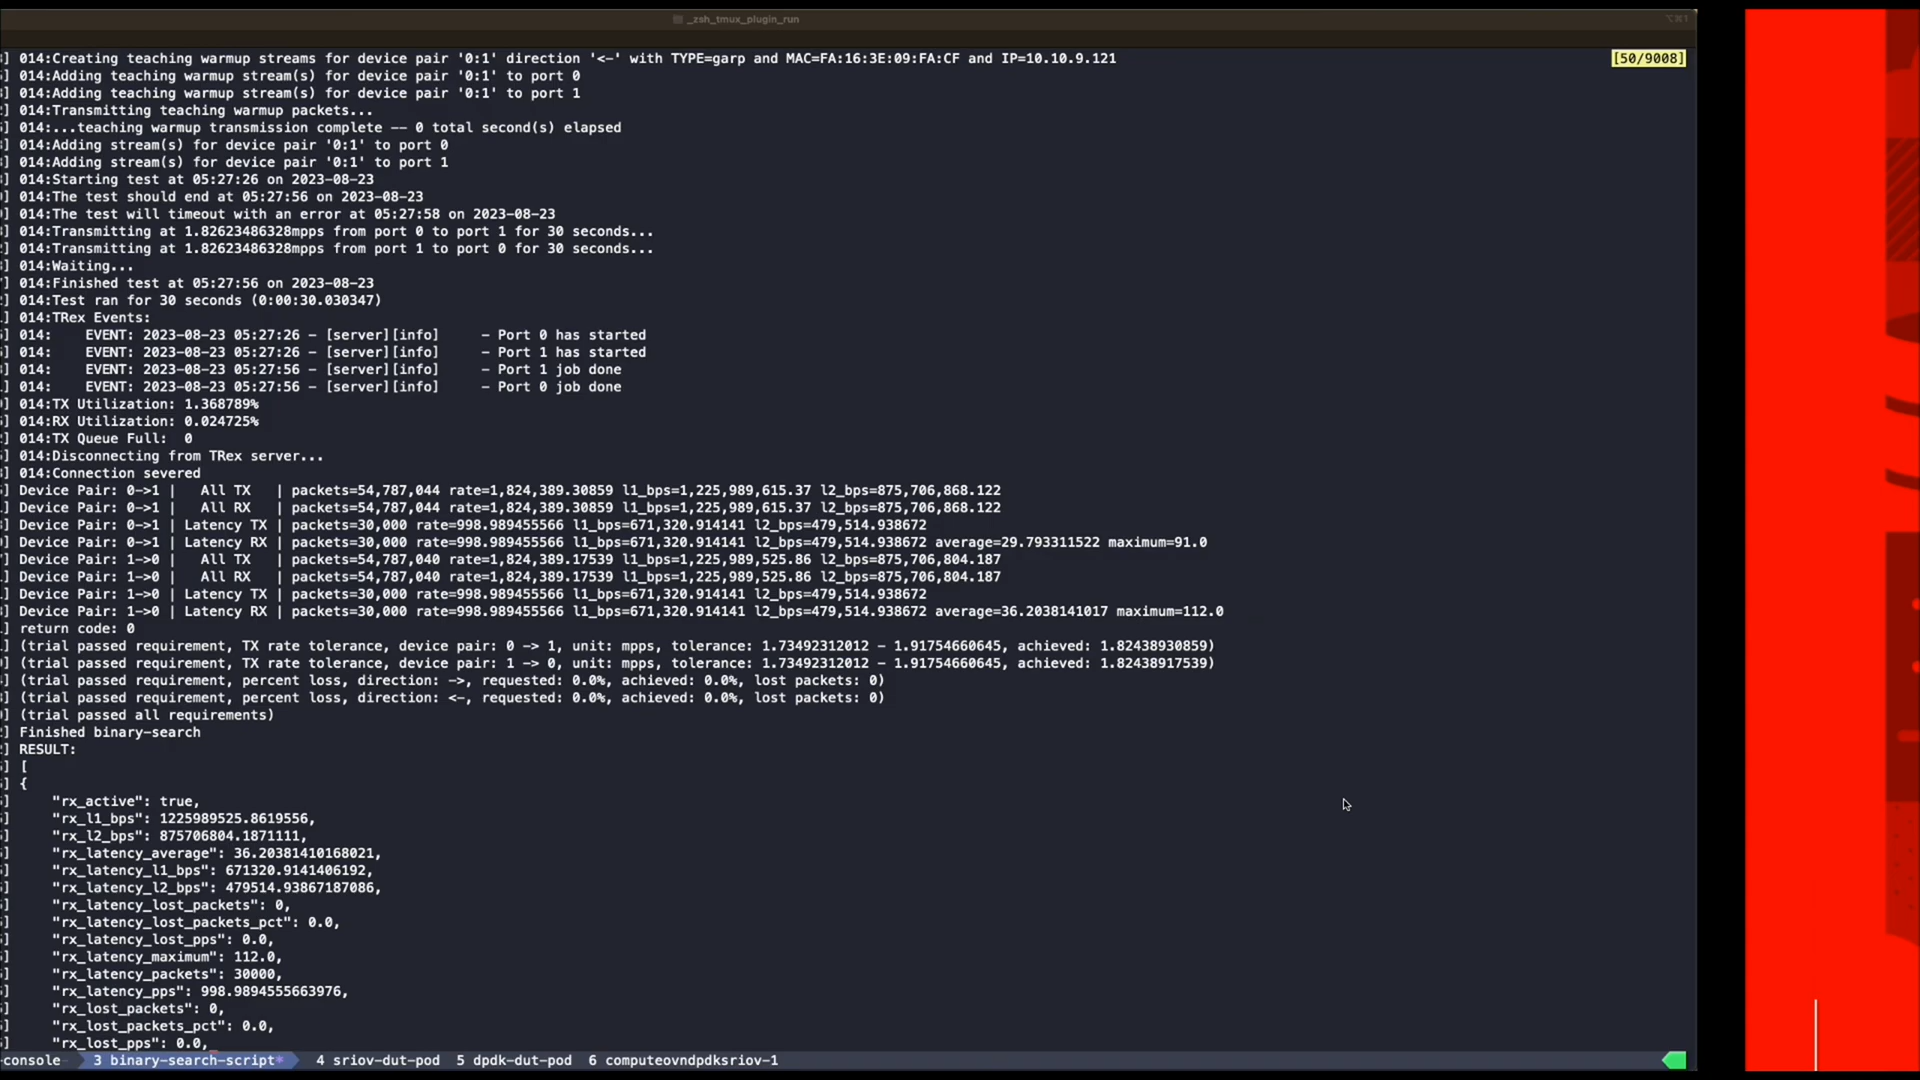 _zsh_tmux_plugin_run
] 014:Creating teaching warmup streams for device pair '0:1' direction '<-' with TYPE=garp and MAC=FA:16:3E:09:FA:CF and IP=10.10.9.121 [50/9008]
] 014:Adding teaching warmup stream(s) for device pair '0:1' to port 0
] 014:Adding teaching warmup stream(s) for device pair '0:1' to port 1
] 014:Transmitting teaching warmup packets...
] 014:...teaching warmup transmission complete -- 0 total second(s) elapsed
] 014:Adding stream(s) for device pair '0:1' to port 0
] 014:Adding stream(s) for device pair '0:1' to port 1
] 014:Starting test at 05:27:26 on 2023-08-23
] 014:The test should end at 05:27:56 on 2023-08-23
] 014:The test will timeout with an error at 05:27:58 on 2023-08-23
] 014:Transmitting at 1.82623486328mpps from port 0 to port 1 for 30 seconds...
] 014:Transmitting at 1.82623486328mpps from port 1 to port 0 for 30 seconds...
] 014:Waiting...
] 014:Finished test at 05:27:56 on 2023-08-23
] 014:Test ran for 30 seconds (0:00:30.030347)
] 014:TRex Events:
] 014:    EVENT: 2023-08-23 05:27:26 - [server][info]     - Port 0 has started
] 014:    EVENT: 2023-08-23 05:27:26 - [server][info]     - Port 1 has started
] 014:    EVENT: 2023-08-23 05:27:56 - [server][info]     - Port 1 job done
] 014:    EVENT: 2023-08-23 05:27:56 - [server][info]     - Port 0 job done
] 014:TX Utilization: 1.368789%
] 014:RX Utilization: 0.024725%
] 014:TX Queue Full:  0
] 014:Disconnecting from TRex server...
] 014:Connection severed
] Device Pair: 0->1 |   All TX   | packets=54,787,044 rate=1,824,389.30859 l1_bps=1,225,989,615.37 l2_bps=875,706,868.122
] Device Pair: 0->1 |   All RX   | packets=54,787,044 rate=1,824,389.30859 l1_bps=1,225,989,615.37 l2_bps=875,706,868.122
] Device Pair: 0->1 | Latency TX | packets=30,000 rate=998.989455566 l1_bps=671,320.914141 l2_bps=479,514.938672
] Device Pair: 0->1 | Latency RX | packets=30,000 rate=998.989455566 l1_bps=671,320.914141 l2_bps=479,514.938672 average=29.793311522 maximum=91.0
] Device Pair: 1->0 |   All TX   | packets=54,787,040 rate=1,824,389.17539 l1_bps=1,225,989,525.86 l2_bps=875,706,804.187
] Device Pair: 1->0 |   All RX   | packets=54,787,040 rate=1,824,389.17539 l1_bps=1,225,989,525.86 l2_bps=875,706,804.187
] Device Pair: 1->0 | Latency TX | packets=30,000 rate=998.989455566 l1_bps=671,320.914141 l2_bps=479,514.938672
] Device Pair: 1->0 | Latency RX | packets=30,000 rate=998.989455566 l1_bps=671,320.914141 l2_bps=479,514.938672 average=36.2038141017 maximum=112.0
] return code: 0
] (trial passed requirement, TX rate tolerance, device pair: 0 -> 1, unit: mpps, tolerance: 1.73492312012 - 1.91754660645, achieved: 1.82438930859)
] (trial passed requirement, TX rate tolerance, device pair: 1 -> 0, unit: mpps, tolerance: 1.73492312012 - 1.91754660645, achieved: 1.82438917539)
] (trial passed requirement, percent loss, direction: ->, requested: 0.0%, achieved: 0.0%, lost packets: 0)
] (trial passed requirement, percent loss, direction: <-, requested: 0.0%, achieved: 0.0%, lost packets: 0)
] (trial passed all requirements)
] Finished binary-search
] RESULT:
] [
] {
]     "rx_active": true,
]     "rx_l1_bps": 1225989525.8619556,
]     "rx_l2_bps": 875706804.1871111,
]     "rx_latency_average": 36.20381410168021,
]     "rx_latency_l1_bps": 671320.9141406192,
]     "rx_latency_l2_bps": 479514.93867187086,
]     "rx_latency_lost_packets": 0,
]     "rx_latency_lost_packets_pct": 0.0,
]     "rx_latency_lost_pps": 0.0,
]     "rx_latency_maximum": 112.0,
]     "rx_latency_packets": 30000,
]     "rx_latency_pps": 998.9894555663976,
]     "rx_lost_packets": 0,
]     "rx_lost_packets_pct": 0.0,
]     "rx_lost_pps": 0.0,
console 3 binary-search-script* 4 sriov-dut-pod 5 dpdk-dut-pod 6 computeovndpdksriov-1